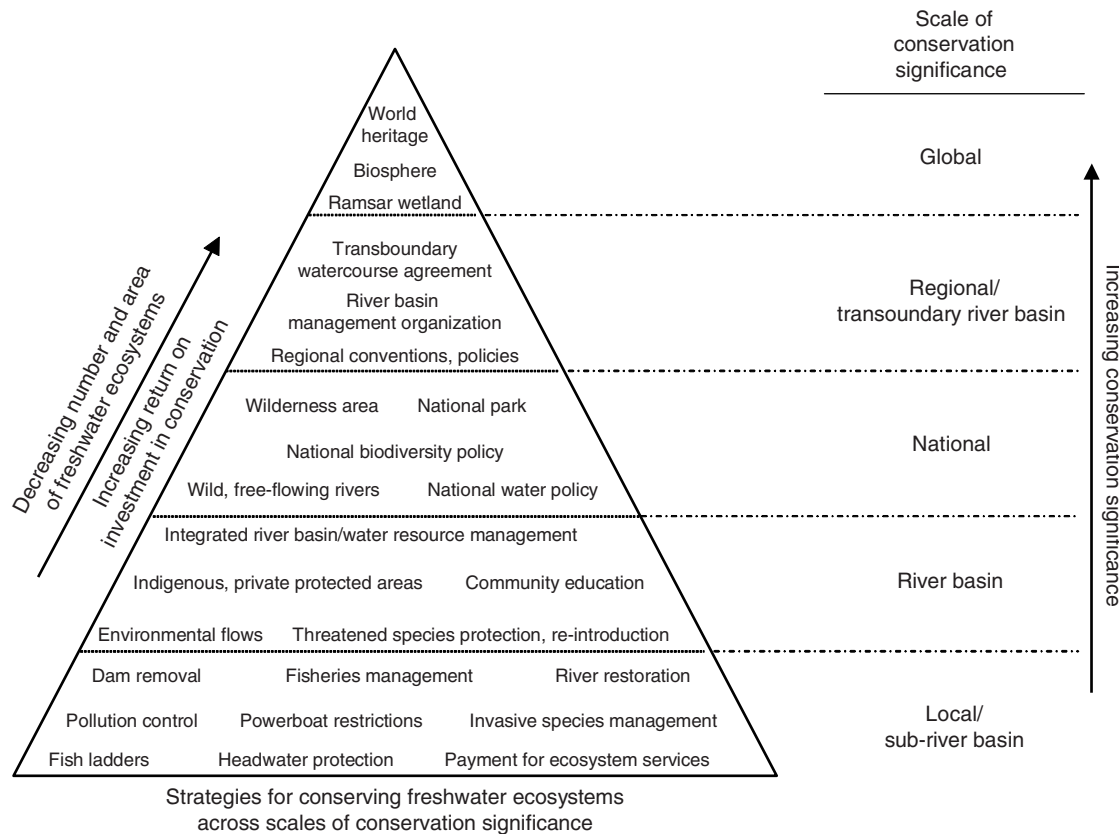 Scale of
conservation
significance
World
heritage
Biosphere
Ramsar wetland
Global
Transboundary
watercourse agreement
River basin
management organization
Regional conventions, policies
Regional/
transoundary river basin
Wilderness area National park
National biodiversity policy
Wild, free-flowing rivers National water policy
National
Integrated river basin/water resource management
Indigenous, private protected areas Community education
Environmental flows Threatened species protection, re-introduction
River basin
Dam removal Fisheries management River restoration
Pollution control Powerboat restrictions Invasive species management
Fish ladders Headwater protection Payment for ecosystem services
Local/
sub-river basin
Decreasing number and area
of freshwater ecosystems
Increasing return on
investment in conservation
Increasing conservation significance
Strategies for conserving freshwater ecosystems
across scales of conservation significance